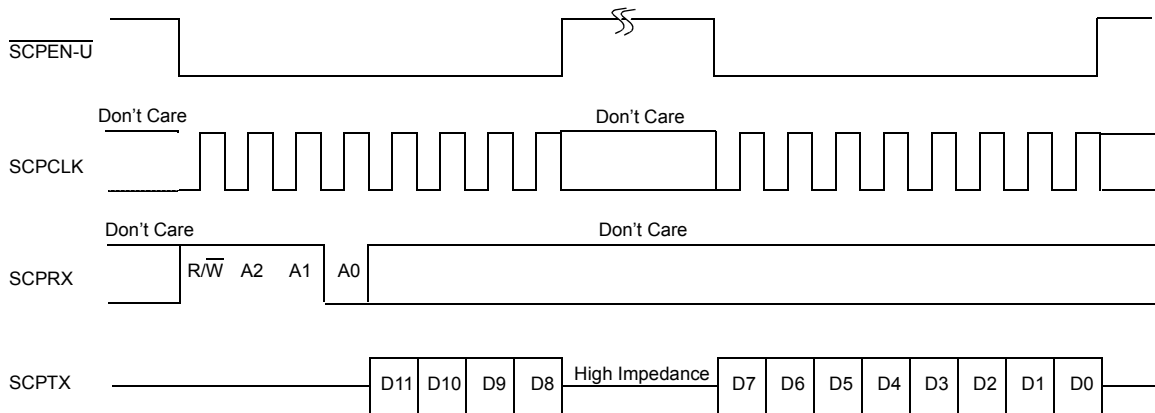 SCPEN-U
Don't Care Don't Care
SCPCLK
Don't Care Don't Care
SCPRX R/W A2 A1 A0
SCPTX D11 D10 D9 D8 High Impedance D7 D6 D5 D4 D3 D2 D1 D0